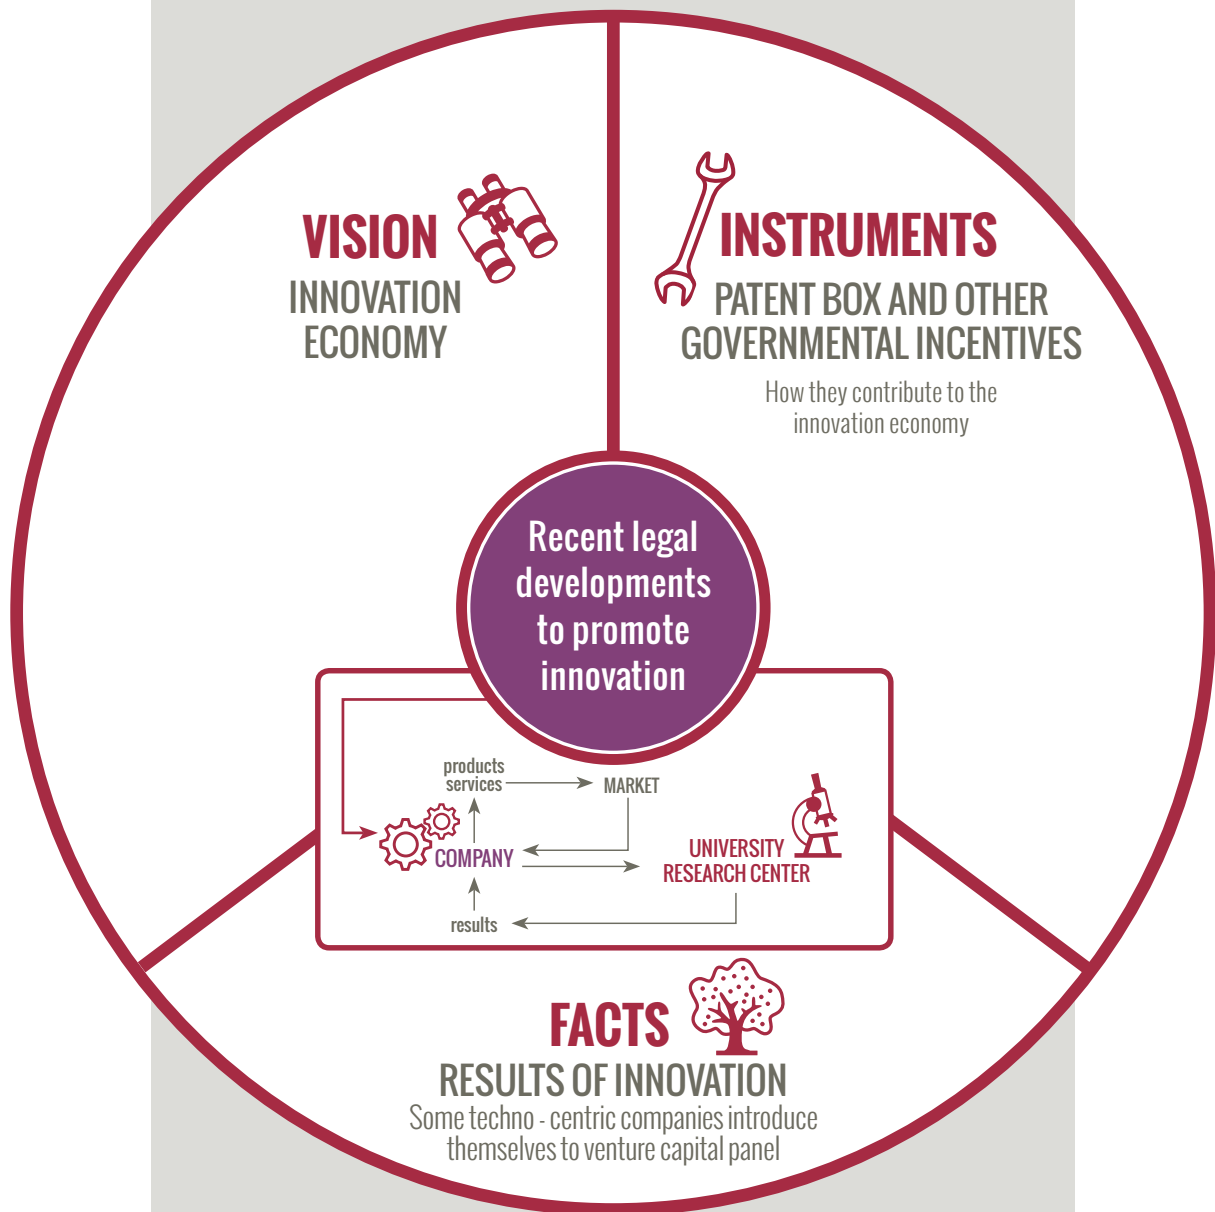 VISION
INNOVATION
ECONOMY
INSTRUMENTS
PATENT BOX AND OTHER
GOVERNMENTAL INCENTIVES
How they contribute to the
innovation economy
Recent legal
developments
to promote
innovation
products
services
MARKET
COMPANY
UNIVERSITY
RESEARCH CENTER
results
FACTS
RESULTS OF INNOVATION
Some techno - centric companies introduce
themselves to venture capital panel